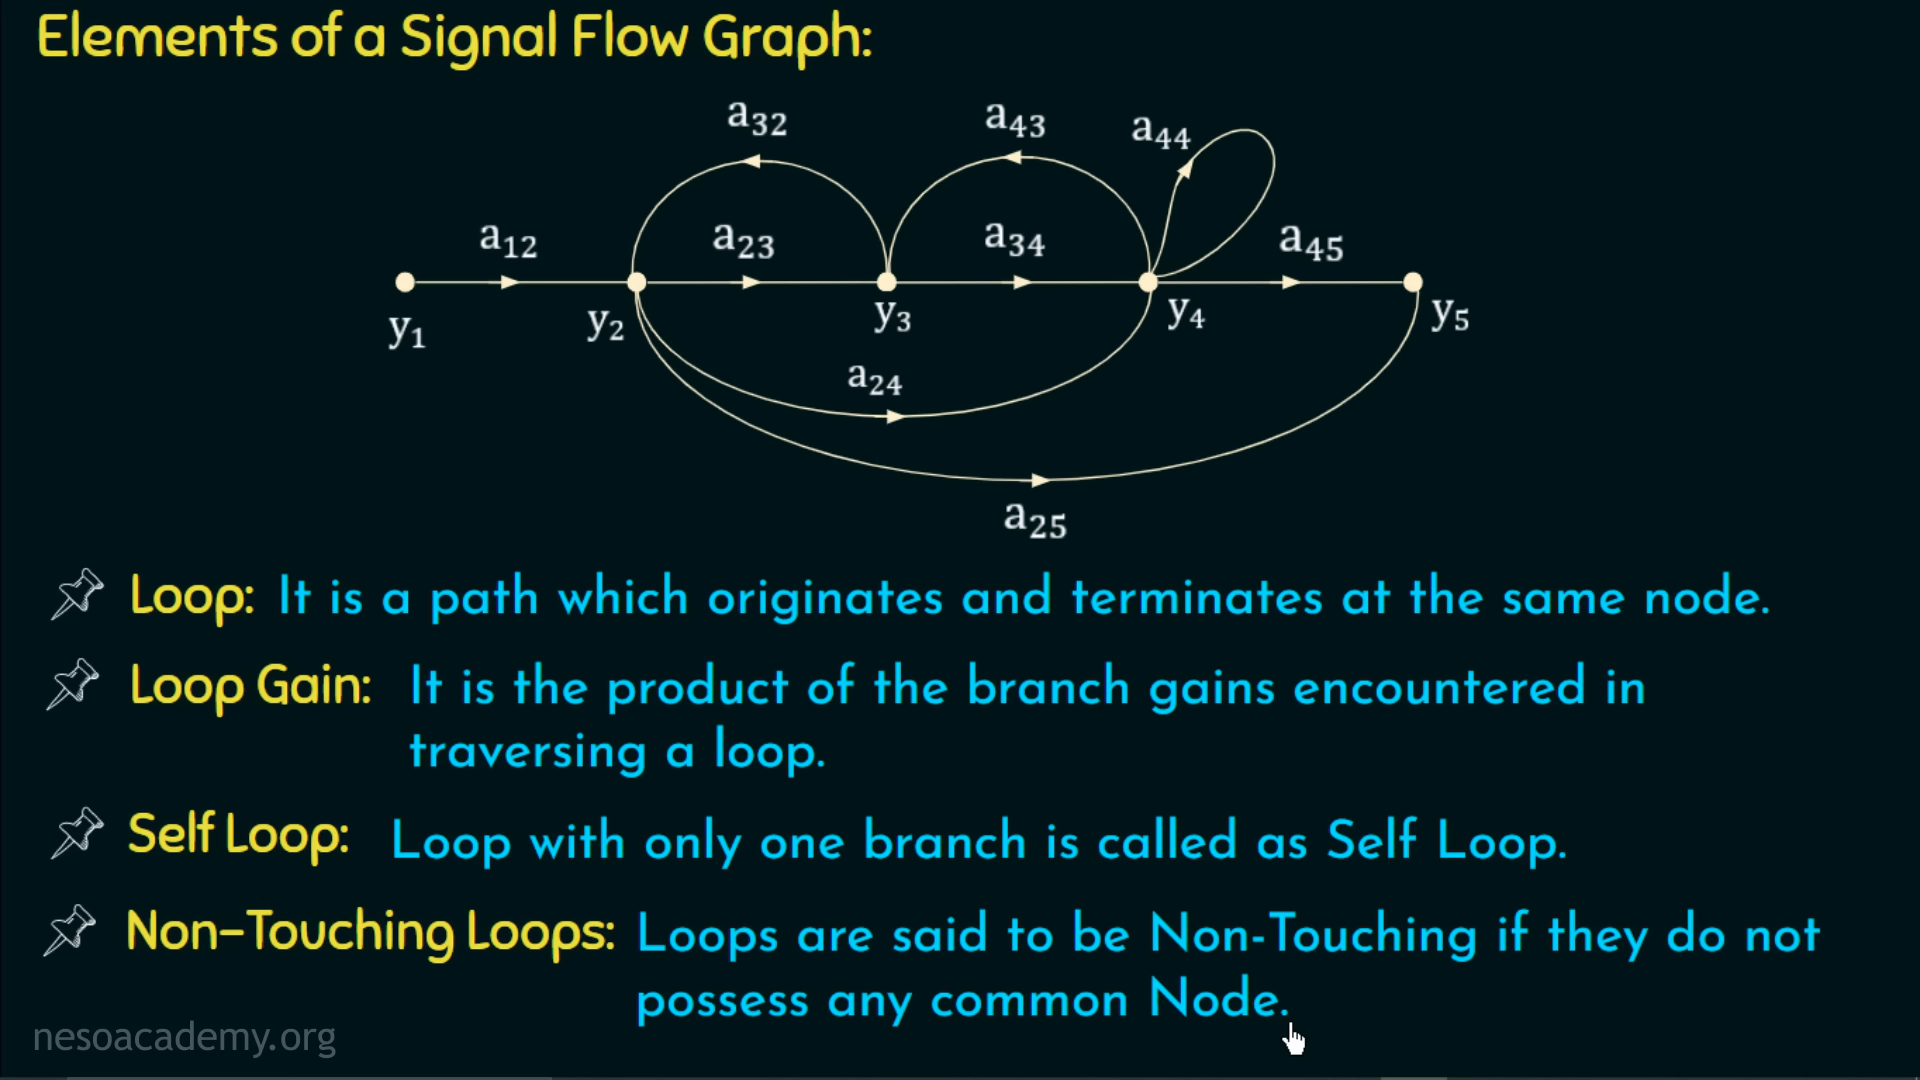 Elements of a Signal Flow Graph:
a32 a43 a44
a12 a23 a34 a45
y1 y2 y3 y4 y5
a24
a25
Loop: It is a path which originates and terminates at the same node.
Loop Gain: It is the product of the branch gains encountered in
traversing a loop.
Self Loop: Loop with only one branch is called as Self Loop.
Non-Touching Loops: Loops are said to be Non-Touching if they do not
possess any common Node.
nesoacademy.org